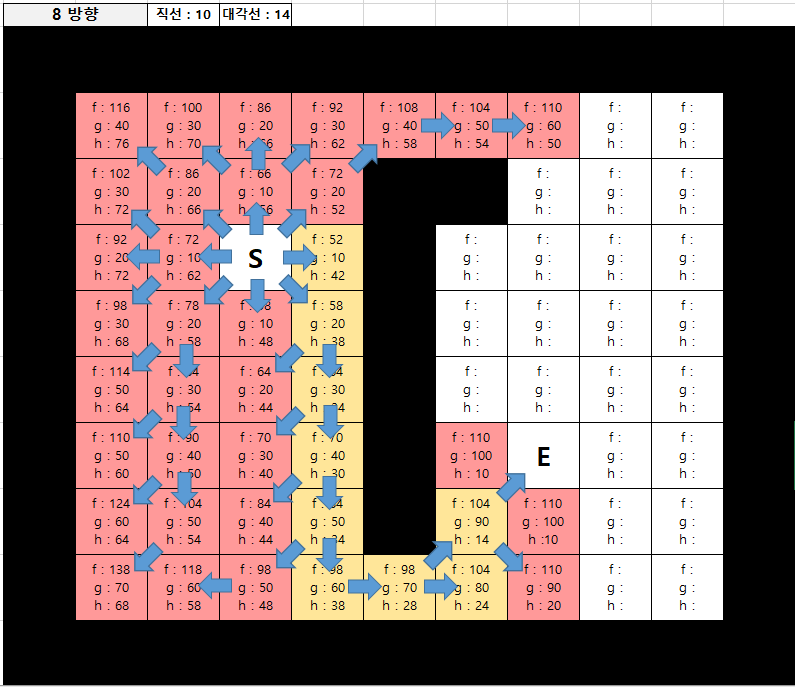 8 방향 직선 : 10 대각선 : 14
f : 116 f : 100 f : 86 f : 92 f : 108 f : 104 f : 110 f : f :
g : 40 g : 30 g : 20 g : 30 g : 40 g : 50 g : 60 g : g :
h : 76 h : 70 h : 62 h : 58 h : 54 h : 50 h : h :
f : 102 f : 86 f : 66 f : 72 f : f : f :
g : 30 g : 20 g : 10 g : 20 g : g : g :
h : 72 h : 66 h : 56 h : 52 h : h : h :
f : 92 f : 72 f : 52 f : f : f : f :
g : 20 g : 10 S g : 10 g : g : g : g :
h : 72 h : 62 h : 42 h : h : h : h :
f : 98 f : 78 f : 58 f : f : f : f :
g : 30 g : 20 g : 10 g : 20 g : g : g : g :
h : 68 h : 58 h : 48 h : 38 h : h : h : h :
f : 114 f : 64 f : f : f : f :
g : 50 g : 30 g : 20 g : 30 g : g : g : g :
h : 64 h : 54 h : 44 h : 34 h : h : h : h :
f : 110 f : 90 f : 70 f : 70 f : 110 f : f :
g : 50 g : 40 g : 30 g : 40 g : 100 E g : g :
h : 60 h : 50 h : 40 h : 30 h : 10 h : h :
f : 124 f : 104 f : 84 f : 104 f : 110 f : f :
g : 60 g : 50 g : 40 g : 50 g : 90 g : 100 g : g :
h : 64 h : 54 h : 44 h : 34 h : 14 h :10 h : h :
f : 138 f : 118 f : 98 f : 98 f : 98 f : 104 f : 110 f : f :
g : 70 g : 60 g : 50 g : 60 g : 70 g : 80 g : 90 g : g :
h : 68 h : 58 h : 48 h : 38 h : 28 h : 24 h : 20 h : h :